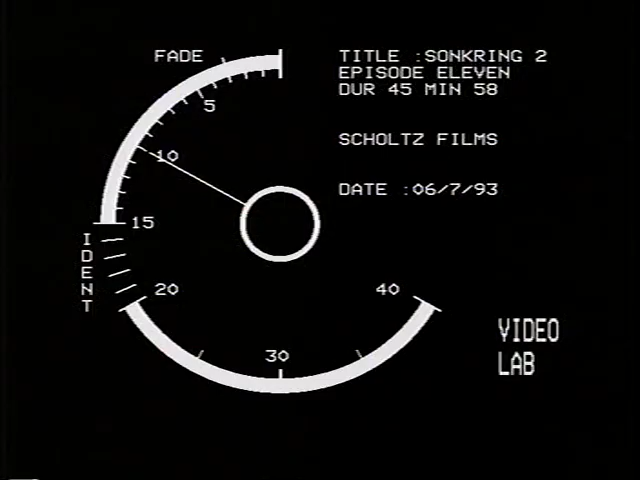 FADE
TITLE :SONKRING 2
EPISODE ELEVEN
DUR 45 MIN 58
SCHOLTZ FILMS
DATE :06/7/93
5
10
15
IDENT
20
30
40
VIDEO
LAB